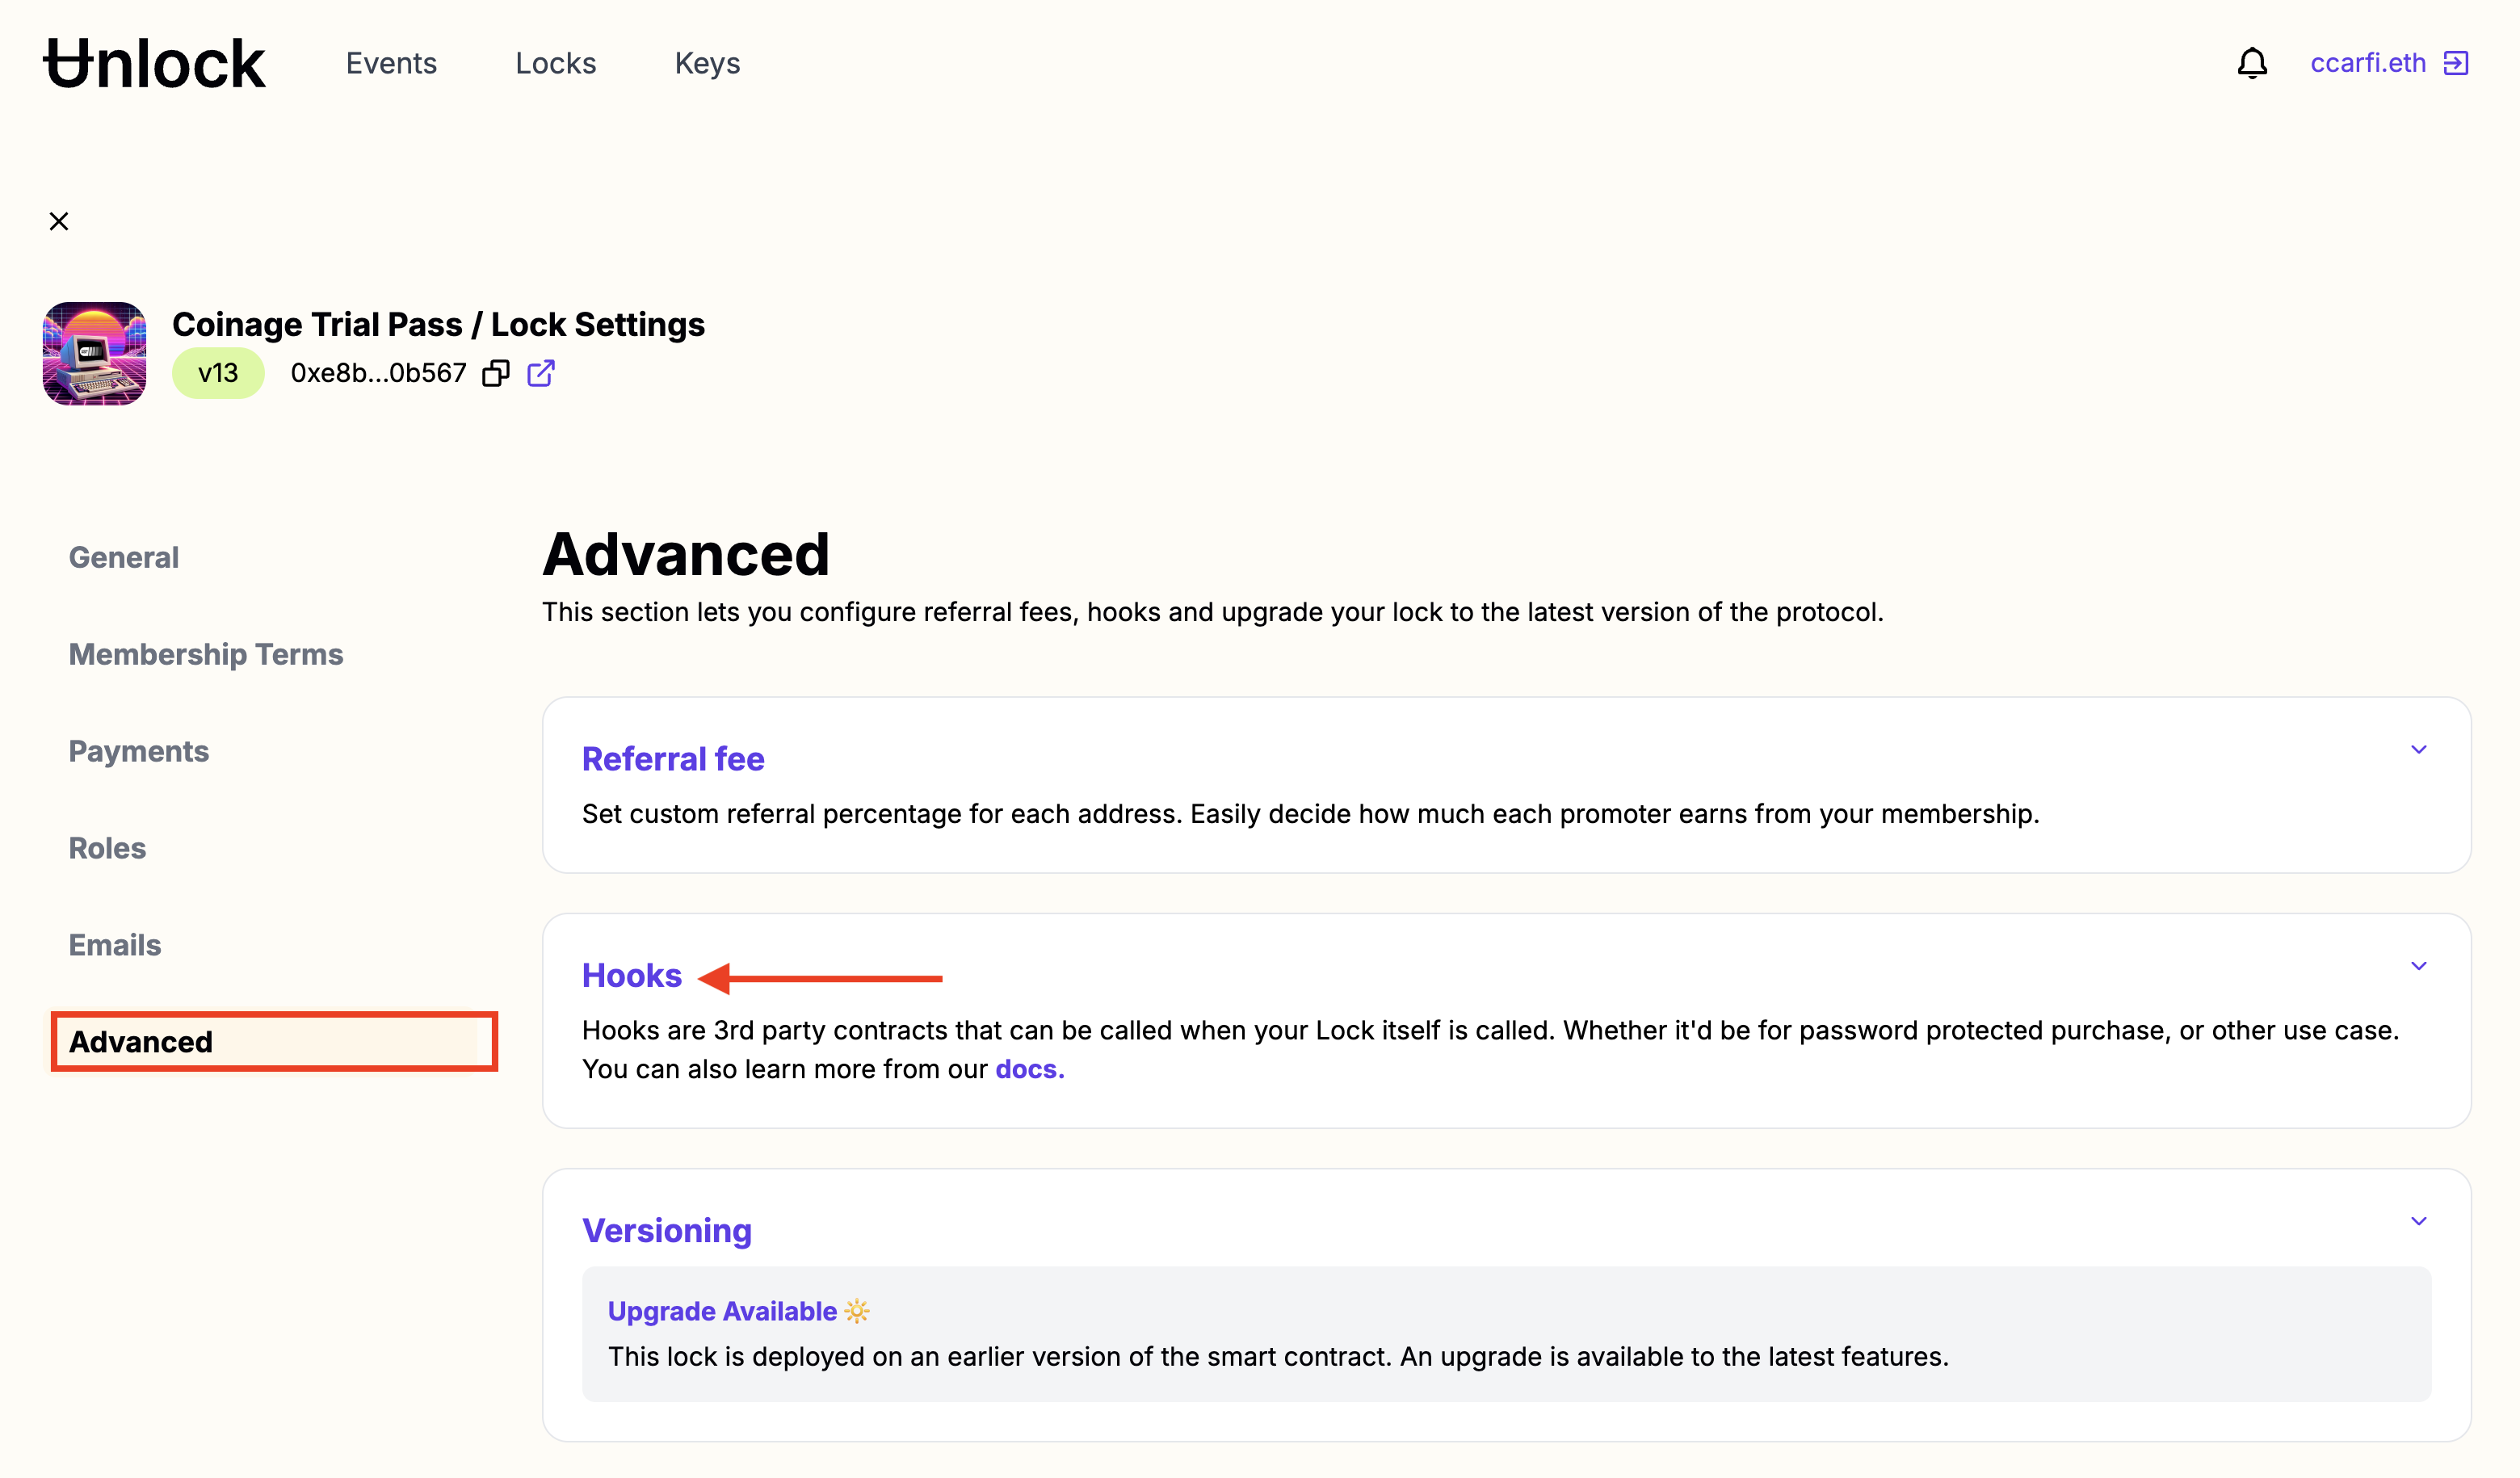 Unlock
Events
Locks
Keys
ccarfi.eth
Coinage Trial Pass / Lock Settings
v13
0xe8b...0b567
General
Membership Terms
Payments
Roles
Emails
Advanced
Advanced
This section lets you configure referral fees, hooks and upgrade your lock to the latest version of the protocol.
Referral fee
Set custom referral percentage for each address. Easily decide how much each promoter earns from your membership.
Hooks
Hooks are 3rd party contracts that can be called when your Lock itself is called. Whether it'd be for password protected purchase, or other use case.
You can also learn more from our docs.
Versioning
Upgrade Available 🔆
This lock is deployed on an earlier version of the smart contract. An upgrade is available to the latest features.